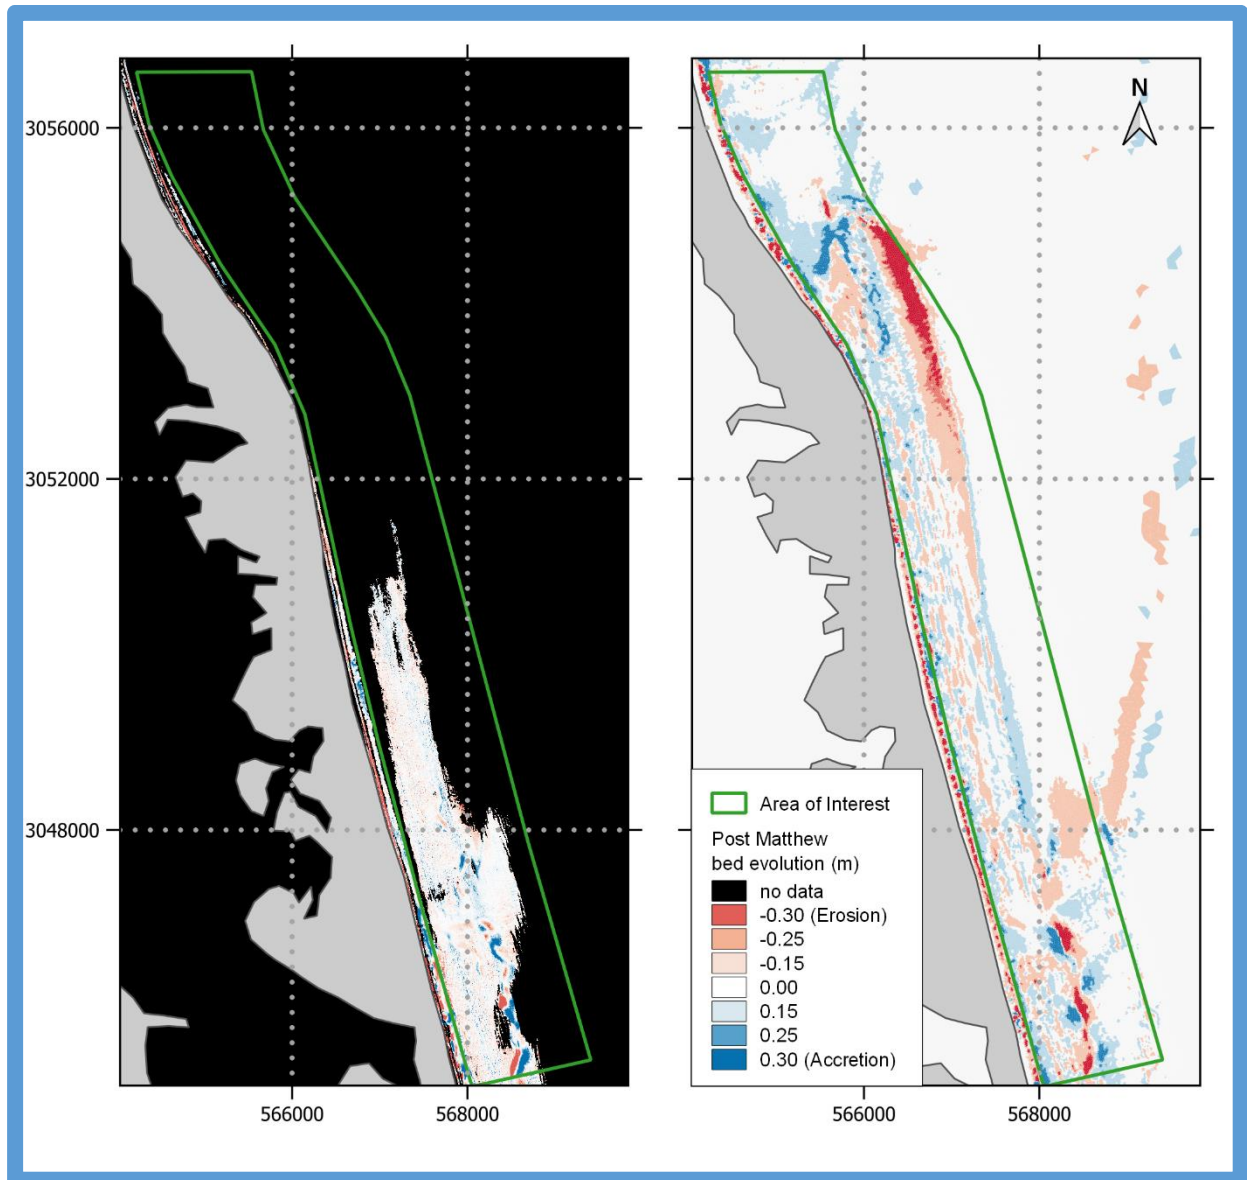 N
3056000
3052000
3048000
Area of Interest
Post Matthew
bed evolution (m)
no data
-0.30 (Erosion)
-0.25
-0.15
0.00
0.15
0.25
0.30 (Accretion)
566000
568000
566000
568000